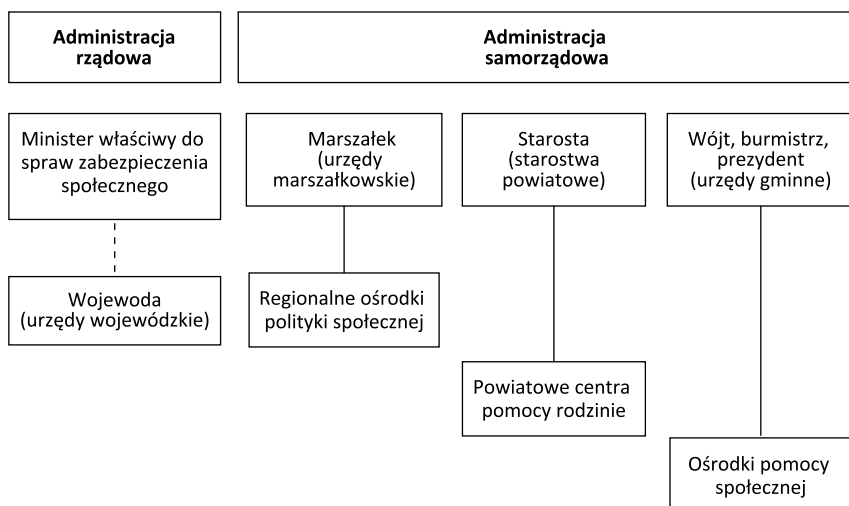 Administracja
rządowa
Administracja
samorządowa
Minister właściwy do
spraw zabezpieczenia
społecznego
Marszałek
(urzędy
marszałkowskie)
Starosta
(starostwa
powiatowe)
Wójt, burmistrz,
prezydent
(urzędy gminne)
Wojewoda
(urzędy wojewódzkie)
Regionalne ośrodki
polityki społecznej
Powiatowe centra
pomocy rodzinie
Ośrodki pomocy
społecznej